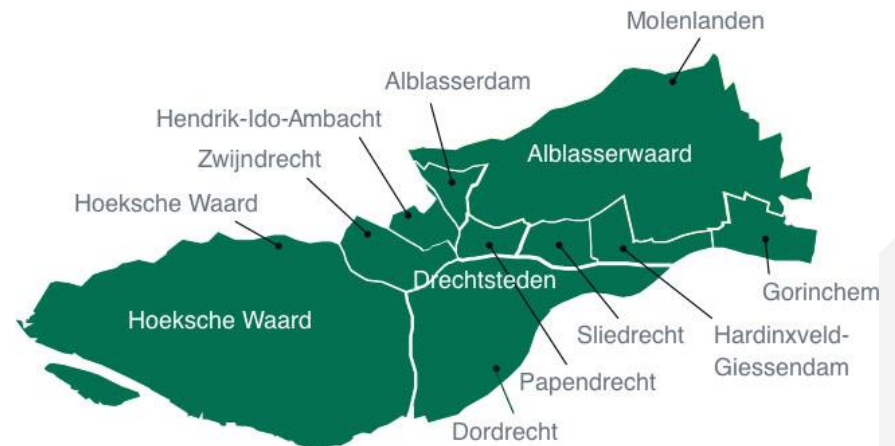 Molenlanden
Alblasserdam
Hendrik-Ido-Ambacht
Zwijndrecht
Alblasserwaard
Hoeksche Waard
Drechtsteden
Gorinchem
Hoeksche Waard
Sliedrecht
Hardinxveld-
Giessendam
Papendrecht
Dordrecht